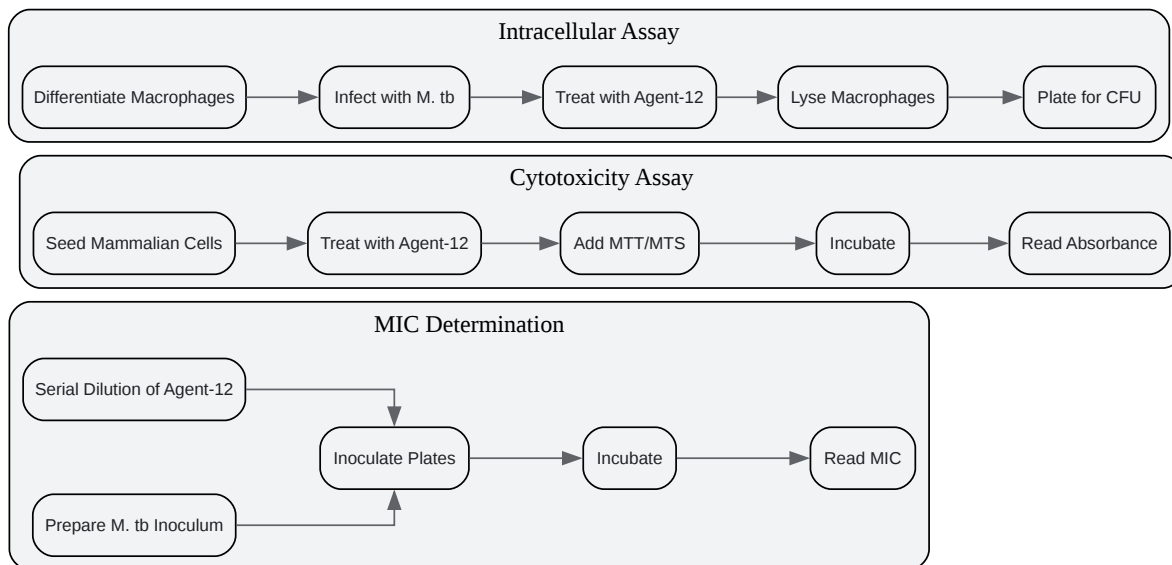 Intracellular Assay
Differentiate Macrophages
Infect with M. tb
Treat with Agent-12
Lyse Macrophages
Plate for CFU
Cytotoxicity Assay
Seed Mammalian Cells
Treat with Agent-12
Add MTT/MTS
Incubate
Read Absorbance
MIC Determination
Serial Dilution of Agent-12
Prepare M. tb Inoculum
Inoculate Plates
Incubate
Read MIC